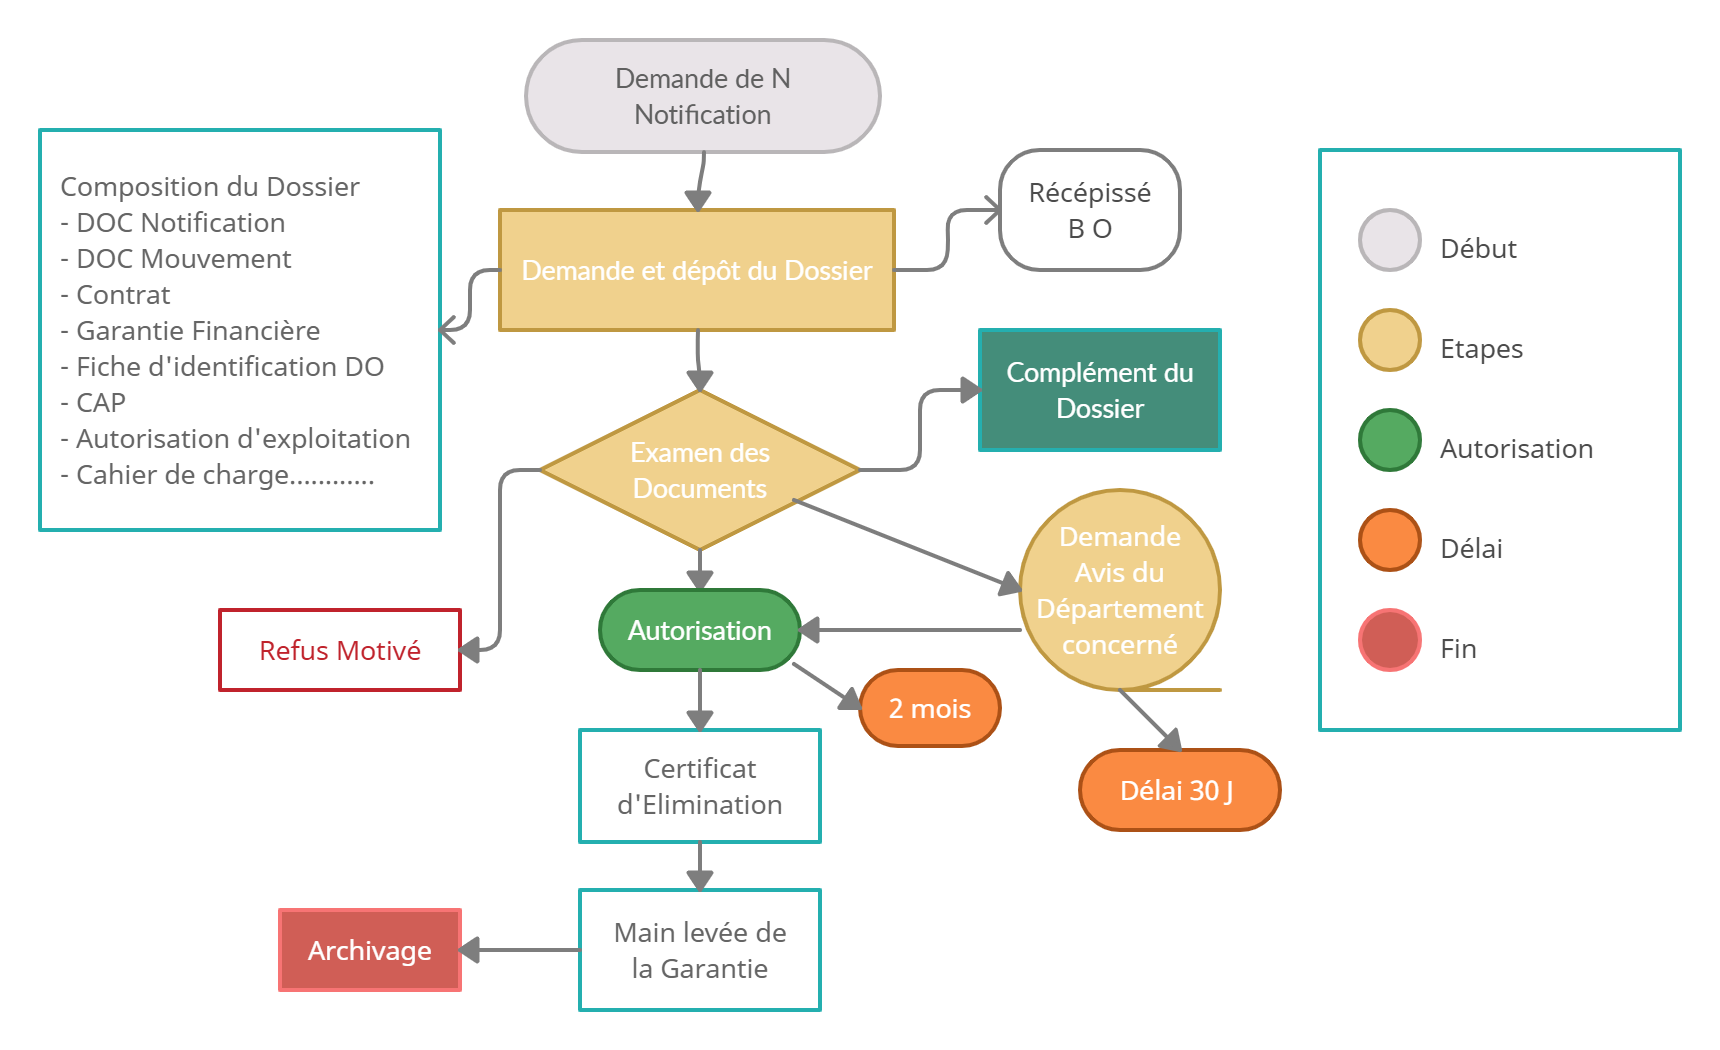 Demande de N
Notification
Composition du Dossier
- DOC Notification
- DOC Mouvement
- Contrat
- Garantie Financière
- Fiche d'identification DO
- CAP
- Autorisation d'exploitation
- Cahier de charge............
Demande et dépôt du Dossier
Récépissé
B O
Complément du
Dossier
Examen des
Documents
Demande
Avis du
Département
concerné
Refus Motivé
Autorisation
2 mois
Délai 30 J
Certificat
d'Elimination
Main levée de
la Garantie
Archivage
Début
Etapes
Autorisation
Délai
Fin